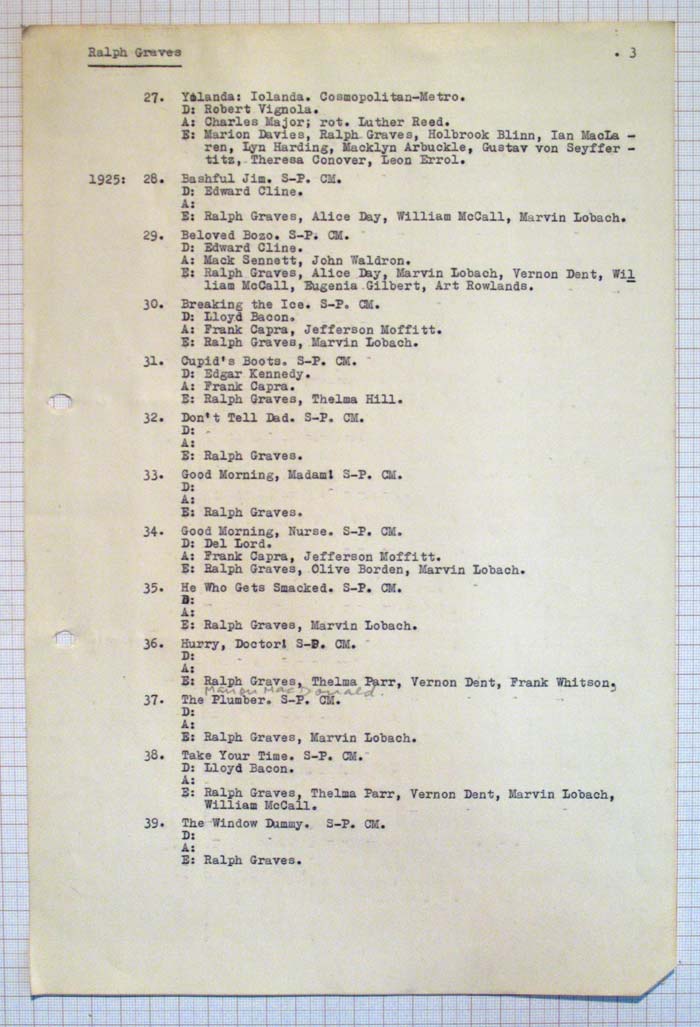 Ralph Graves . 3
27. Yolanda: Iolanda. Cosmopolitan-Metro.
D: Robert Vignola.
A: Charles Major; rot. Luther Reed.
E: Marion Davies, Ralph Graves, Holbrook Blinn, Ian MacLa -
ren, Lyn Harding, Macklyn Arbuckle, Gustav von Seyffer -
titz, Theresa Conover, Leon Errol.
1925: 28. Bashful Jim. S-P. CM.
D: Edward Cline.
A:
E: Ralph Graves, Alice Day, William McCall, Marvin Lobach.
29. Beloved Bozo. S-P. CM.
D: Edward Cline.
A: Mack Sennett, John Waldron.
E: Ralph Graves, Alice Day, Marvin Lobach, Vernon Dent, Wil
liam McCall, Eugenia Gilbert, Art Rowlands.
30. Breaking the Ice. S-P. CM.
D: Lloyd Bacon.
A: Frank Capra, Jefferson Moffitt.
E: Ralph Graves, Marvin Lobach.
31. Cupid's Boots. S-P. CM.
D: Edgar Kennedy.
A: Frank Capra.
E: Ralph Graves, Thelma Hill.
32. Don't Tell Dad. S-P. CM.
D:
A:
E: Ralph Graves.
33. Good Morning, Madam! S-P. CM.
D:
A:
E: Ralph Graves.
34. Good Morning, Nurse. S-P. CM.
D: Del Lord.
A: Frank Capra, Jefferson Moffitt.
E: Ralph Graves, Olive Borden, Marvin Lobach.
35. He Who Gets Smacked. S-P. CM.
D:
A:
E: Ralph Graves, Marvin Lobach.
36. Hurry, Doctor! S-P. CM.
D:
A:
E: Ralph Graves, Thelma Parr, Vernon Dent, Frank Whitson,
Marion MacDonald.
37. The Plumber. S-P. CM.
D:
A:
E: Ralph Graves, Marvin Lobach.
38. Take Your Time. S-P. CM.
D: Lloyd Bacon.
A:
E: Ralph Graves, Thelma Parr, Vernon Dent, Marvin Lobach,
William McCall.
39. The Window Dummy. S-P. CM.
D:
A:
E: Ralph Graves.